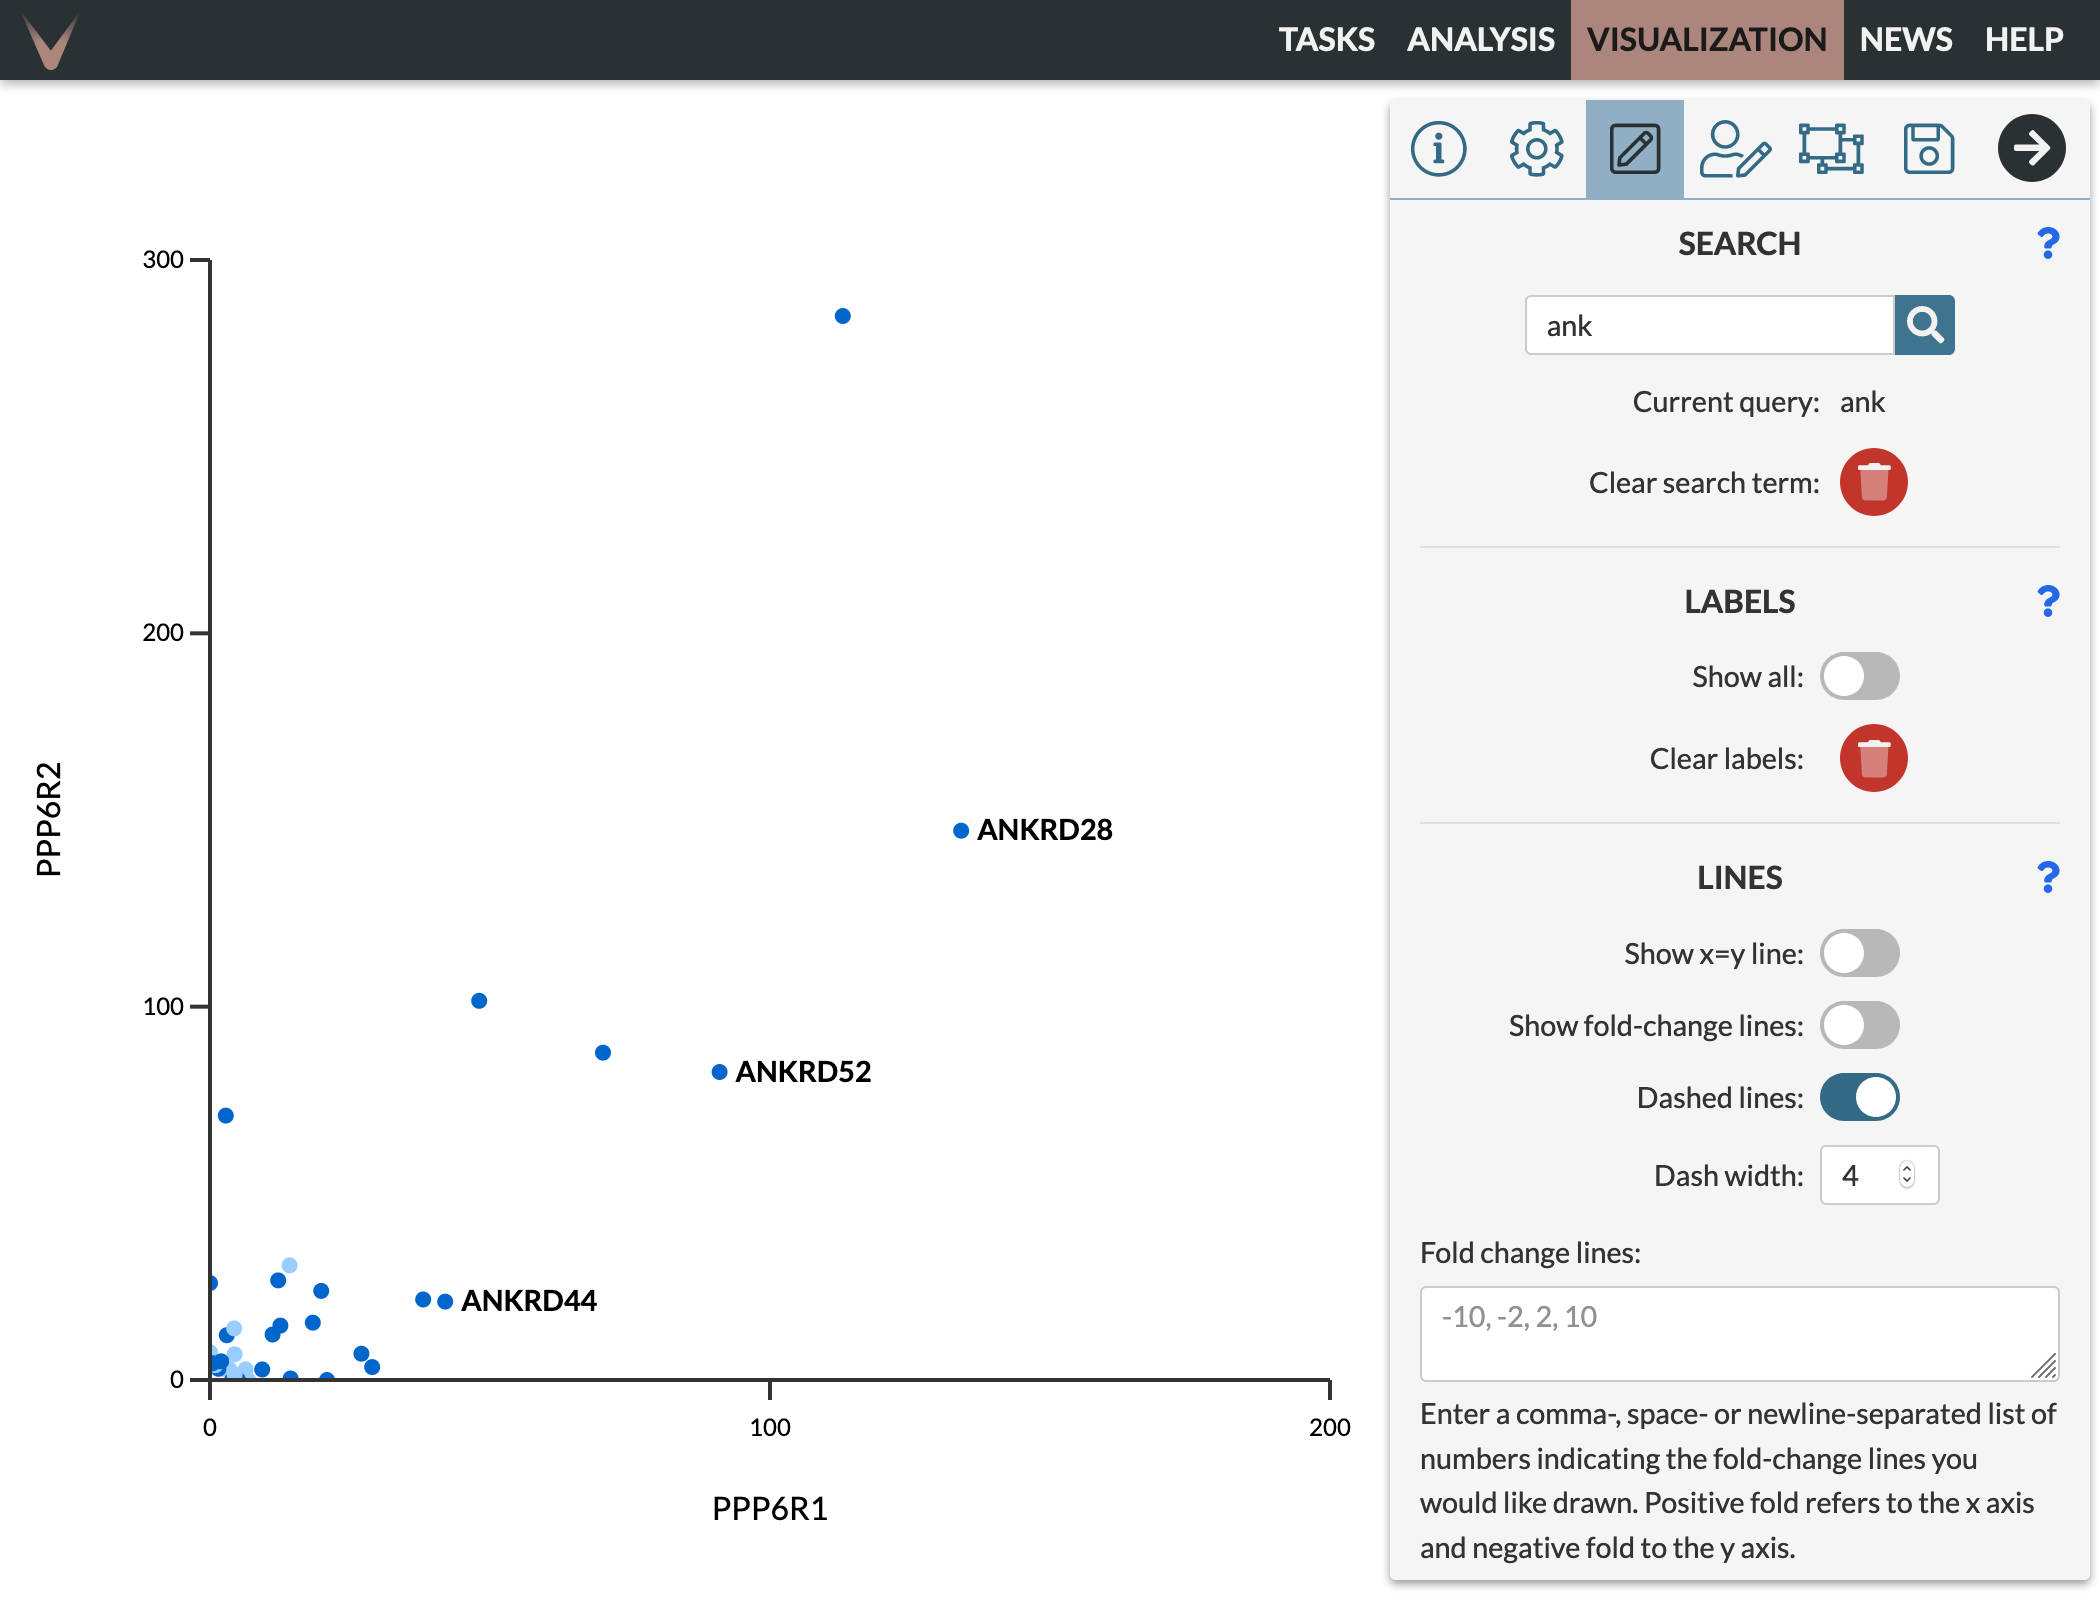 TASKS ANALYSIS VISUALIZATION NEWS HELP
SEARCH ?
ank
Current query: ank
Clear search term:
LABELS ?
Show all:
Clear labels:
LINES ?
Show x=y line:
Show fold-change lines:
Dashed lines:
Dash width: 4
Fold change lines:
-10, -2, 2, 10
Enter a comma-, space- or newline-separated list of
numbers indicating the fold-change lines you
would like drawn. Positive fold refers to the x axis
and negative fold to the y axis.
300
200
100
0
PPP6R2
ANKRD28
ANKRD52
ANKRD44
0 100 200
PPP6R1